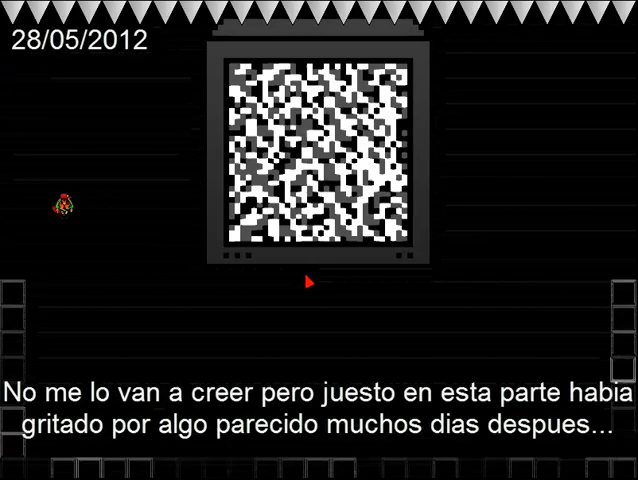 28/05/2012
No me lo van a creer pero juesto en esta parte habia
gritado por algo parecido muchos dias despues...